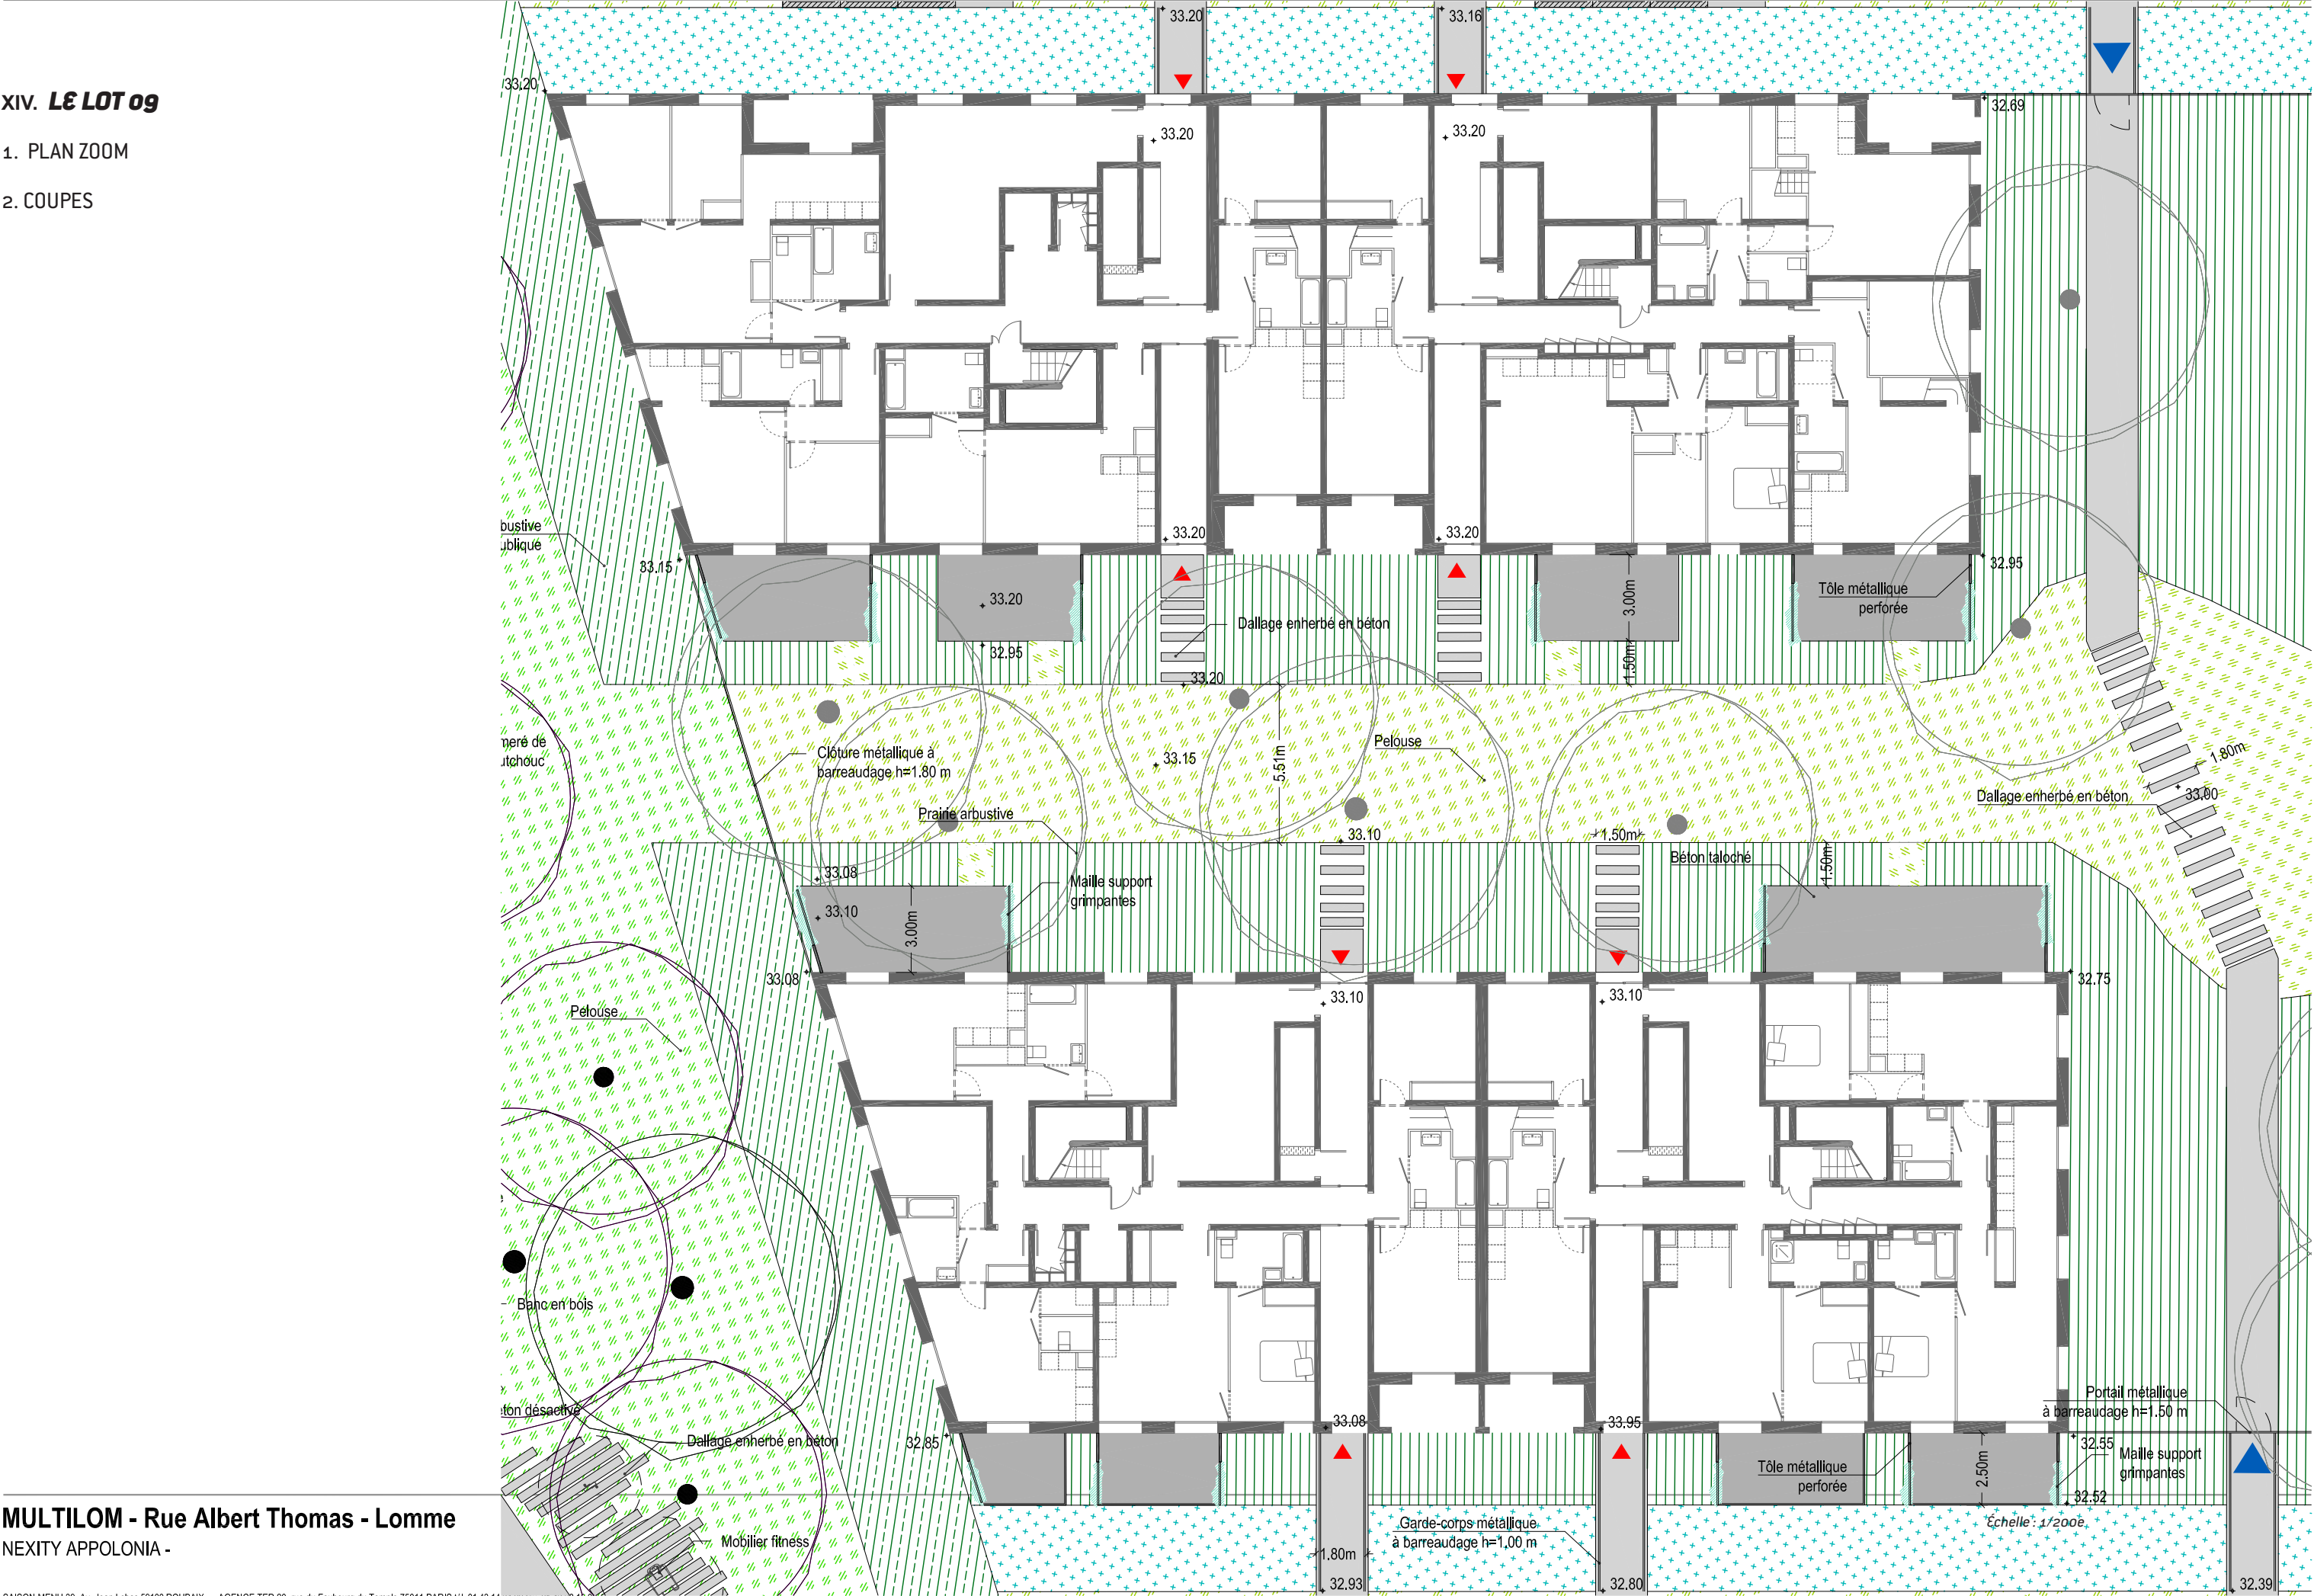 XIV. LE LOT 09
1. PLAN ZOOM
2. COUPES
33.20
33.16
33.20
32.69
33.20
33.20
bustive
ublique
33.15
33.20
33.20
32.95
33.20
32.95
Dallage enherbé en béton
3.00m
1.50m
Tôle métallique
perforée
33.20
meré de
utchouc
Clôture métallique à
barreaudage h=1.80 m
33.15
5.51m
Pelouse
1.80m
33.00
Dallage enherbé en béton
Prairie arbustive
33.10
1.50m
Béton taloché
1.50m
33.08
Maille support
grimpantes
33.10
3.00m
33.08
33.10
33.10
32.75
Pelouse
Banc en bois
ton désactivé
Dallage enherbé en béton
32.85
33.08
33.95
Portail métallique
à barreaudage h=1.50 m
32.55
Maille support
grimpantes
Tôle métallique
perforée
2.50m
32.52
Échelle : 1/200e
Mobilier fitness
Garde-corps métallique
à barreaudage h=1,00 m
1.80m
32.93
32.80
32.39
MULTILOM - Rue Albert Thomas - Lomme
NEXITY APPOLONIA -